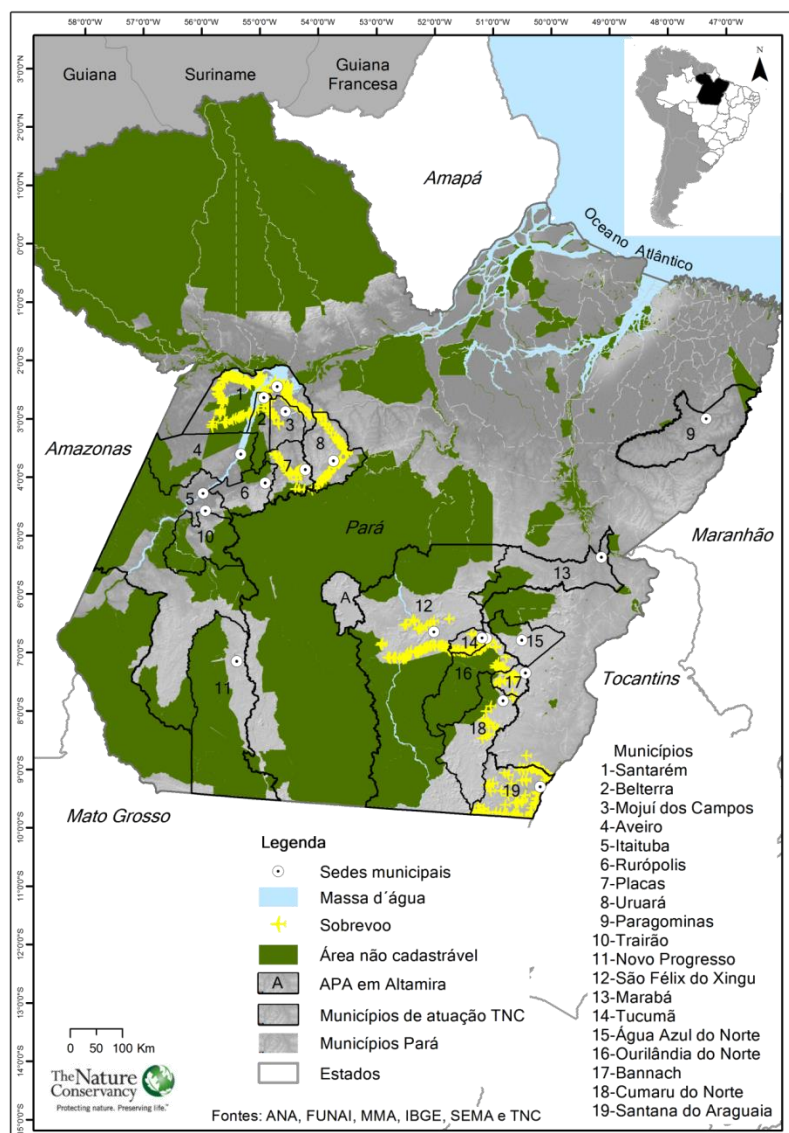 58°0'0"O 57°0'0"O 56°0'0"O 55°0'0"O 54°0'0"O 53°0'0"O 52°0'0"O 51°0'0"O 50°0'0"O 49°0'0"O 48°0'0"O 47°0'0"O
3°0'0"N
2°0'0"N
1°0'0"N
0°0'0"
1°0'0"S
2°0'0"S
3°0'0"S
4°0'0"S
5°0'0"S
6°0'0"S
7°0'0"S
8°0'0"S
9°0'0"S
10°0'0"S
11°0'0"S
12°0'0"S
13°0'0"S
14°0'0"S
15°0'0"S
Guiana
Suriname
Guiana
Francesa
N
Amapá
Oceano Atlântico
Amazonas
Pará
Maranhão
Tocantins
Mato Grosso
1
2
3
4
5
6
7
8
9
10
11
A
12
13
14
15
16
17
18
19
Legenda
Sedes municipais
Massa d´água
Sobrevoo
Área não cadastrável
A APA em Altamira
Municípios de atuação TNC
Municípios Pará
Estados
0 50 100 Km
The Nature
Conservancy
Protecting nature. Preserving life.™
Fontes: ANA, FUNAI, MMA, IBGE, SEMA e TNC
Municípios
1-Santarém
2-Belterra
3-Mojuí dos Campos
4-Aveiro
5-Itaituba
6-Rurópolis
7-Placas
8-Uruará
9-Paragominas
10-Trairão
11-Novo Progresso
12-São Félix do Xingu
13-Marabá
14-Tucumã
15-Água Azul do Norte
16-Ourilândia do Norte
17-Bannach
18-Cumaru do Norte
19-Santana do Araguaia